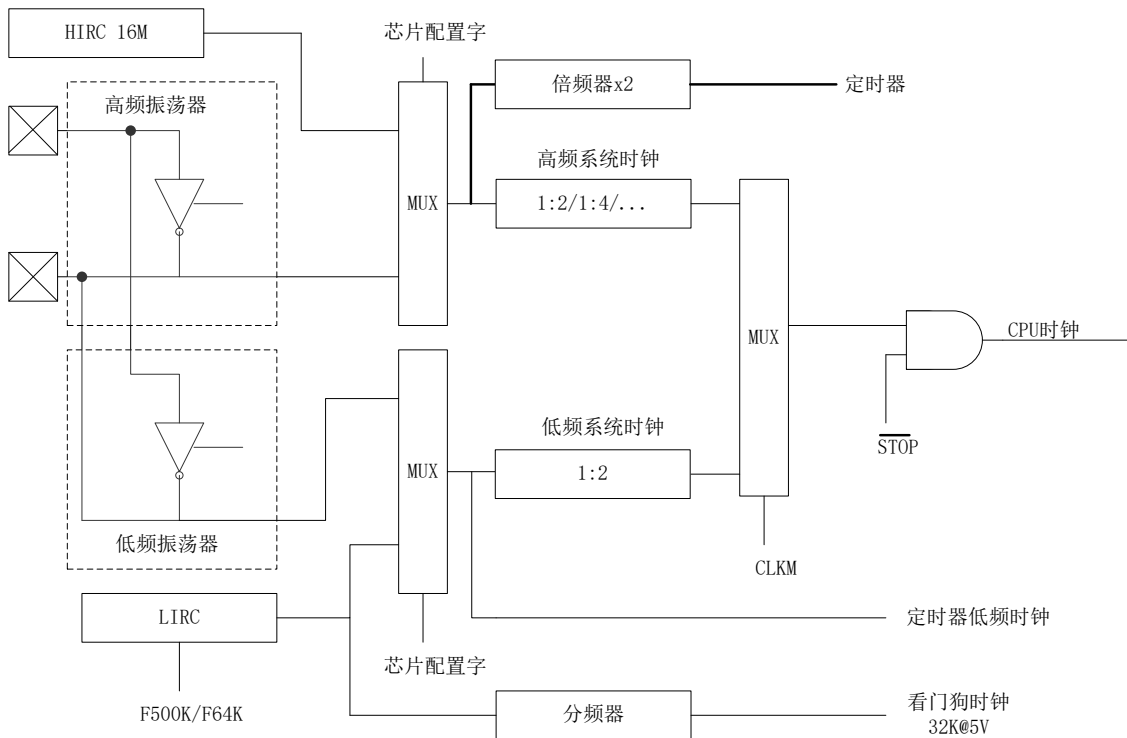 HIRC 16M
芯片配置字
高频振荡器
倍频器x2
定时器
高频系统时钟
MUX
1:2/1:4/...
MUX
CPU时钟
STOP
低频系统时钟
MUX
1:2
低频振荡器
CLKM
LIRC
定时器低频时钟
芯片配置字
F500K/F64K
分频器
看门狗时钟
32K@5V